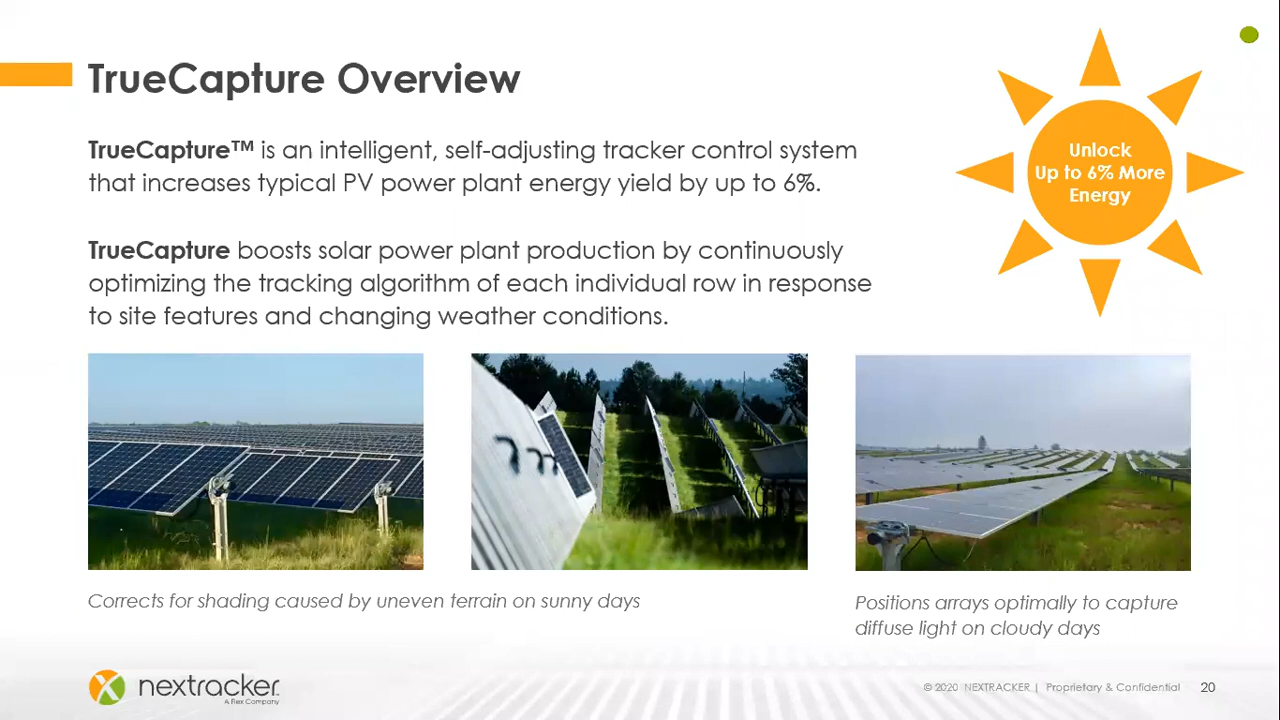 TrueCapture Overview
TrueCapture™ is an intelligent, self-adjusting tracker control system
that increases typical PV power plant energy yield by up to 6%.
TrueCapture boosts solar power plant production by continuously
optimizing the tracking algorithm of each individual row in response
to site features and changing weather conditions.
Unlock
Up to 6% More
Energy
Corrects for shading caused by uneven terrain on sunny days
Positions arrays optimally to capture
diffuse light on cloudy days
nextracker
A Flex Company
© 2020 NEXTRACKER | Proprietary & Confidential 20